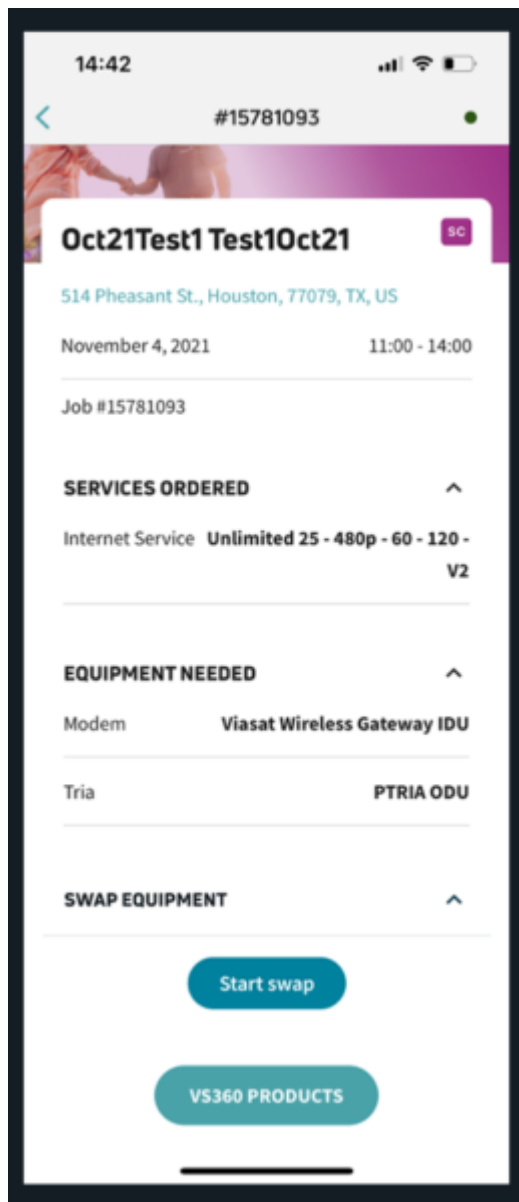 14:42
#15781093
Oct21Test1 Test1Oct21
SC
514 Pheasant St., Houston, 77079, TX, US
November 4, 2021 11:00 - 14:00
Job #15781093
SERVICES ORDERED
Internet Service Unlimited 25 - 480p - 60 - 120 -
V2
EQUIPMENT NEEDED
Modem Viasat Wireless Gateway IDU
Tria PTRIA ODU
SWAP EQUIPMENT
Start swap
VS360 PRODUCTS